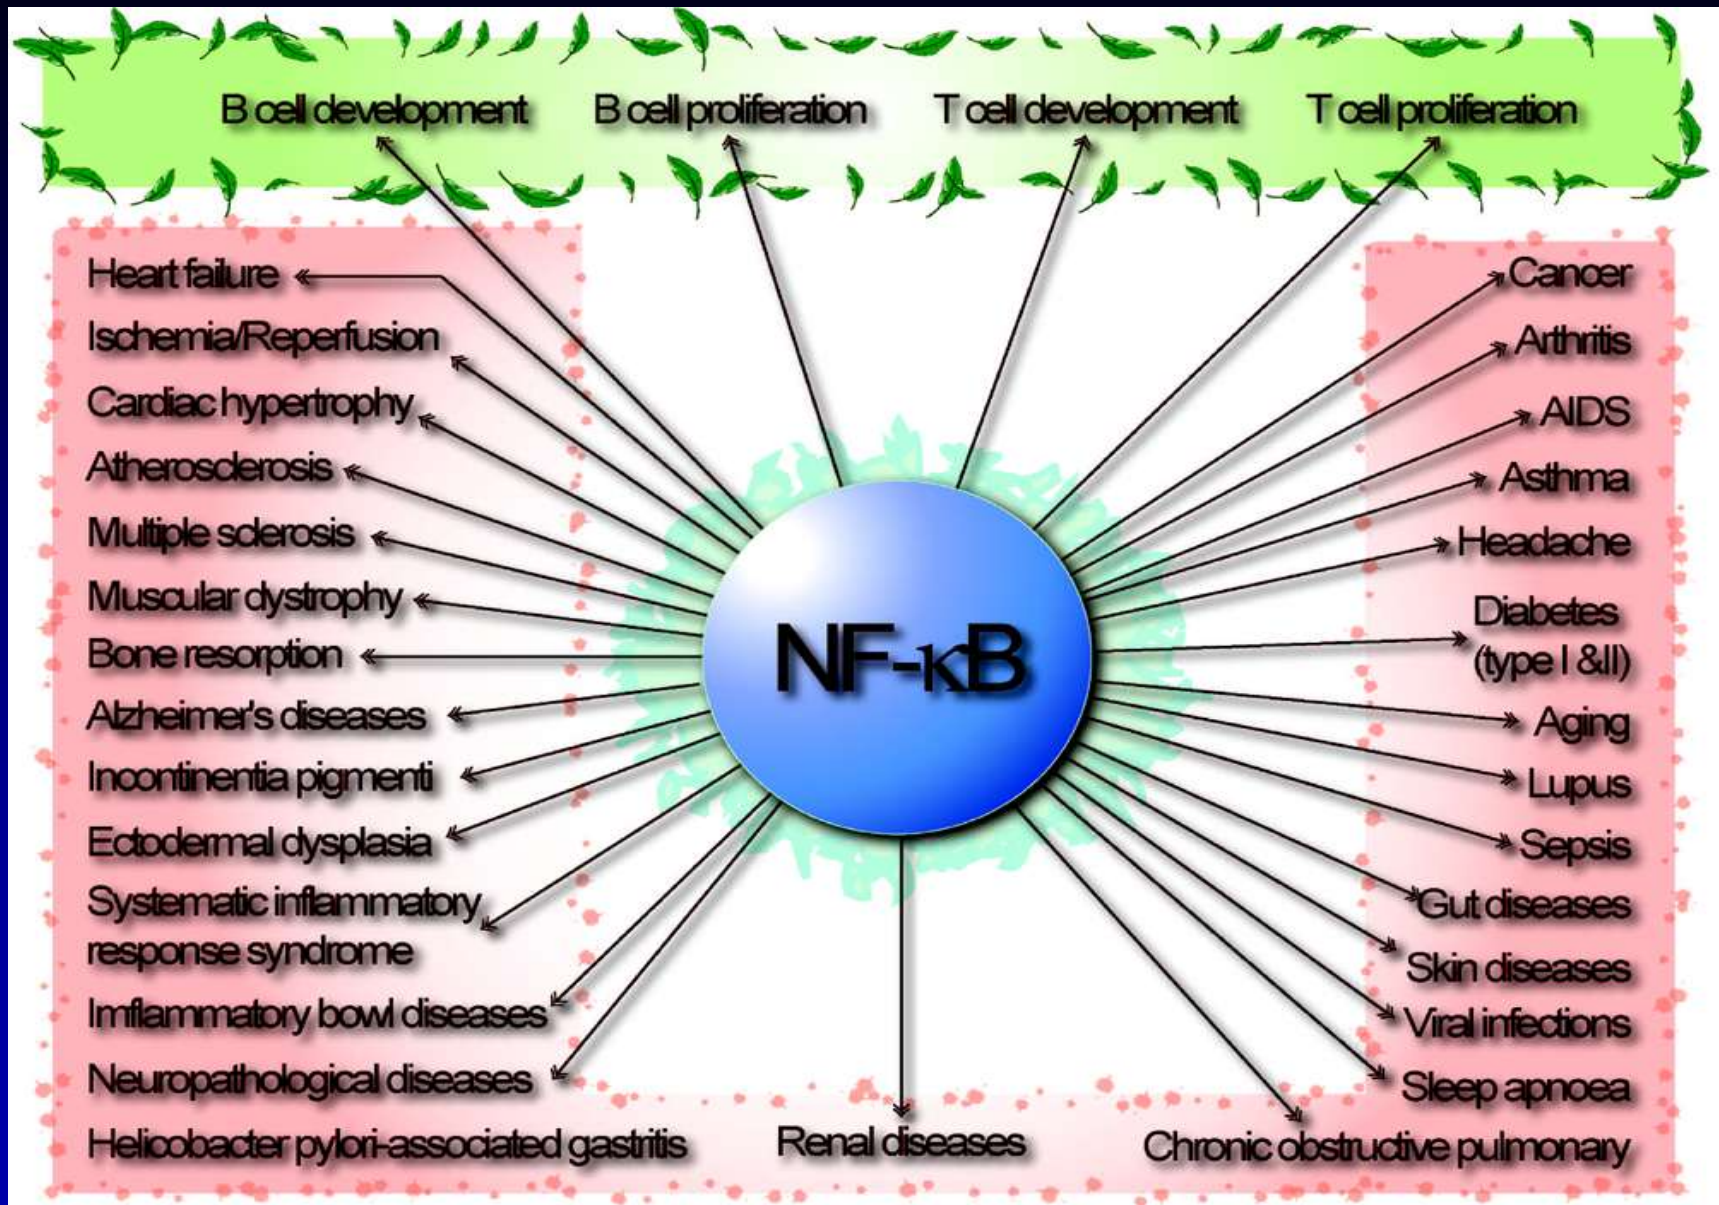 B cell development
B cell proliferation
T cell development
T cell proliferation
Heart failure
Ischemia/Reperfusion
Cardiac hypertrophy
Atherosclerosis
Multiple sclerosis
Muscular dystrophy
Bone resorption
Alzheimer's diseases
Incontinentia pigmenti
Ectodermal dysplasia
Systematic inflammatory
response syndrome
Imflammatory bowl diseases
Neuropathological diseases
Helicobacter pylori-associated gastritis
NF-κB
Renal diseases
Cancer
Arthritis
AIDS
Asthma
Headache
Diabetes
(type I &II)
Aging
Lupus
Sepsis
Gut diseases
Skin diseases
Viral infections
Sleep apnoea
Chronic obstructive pulmonary